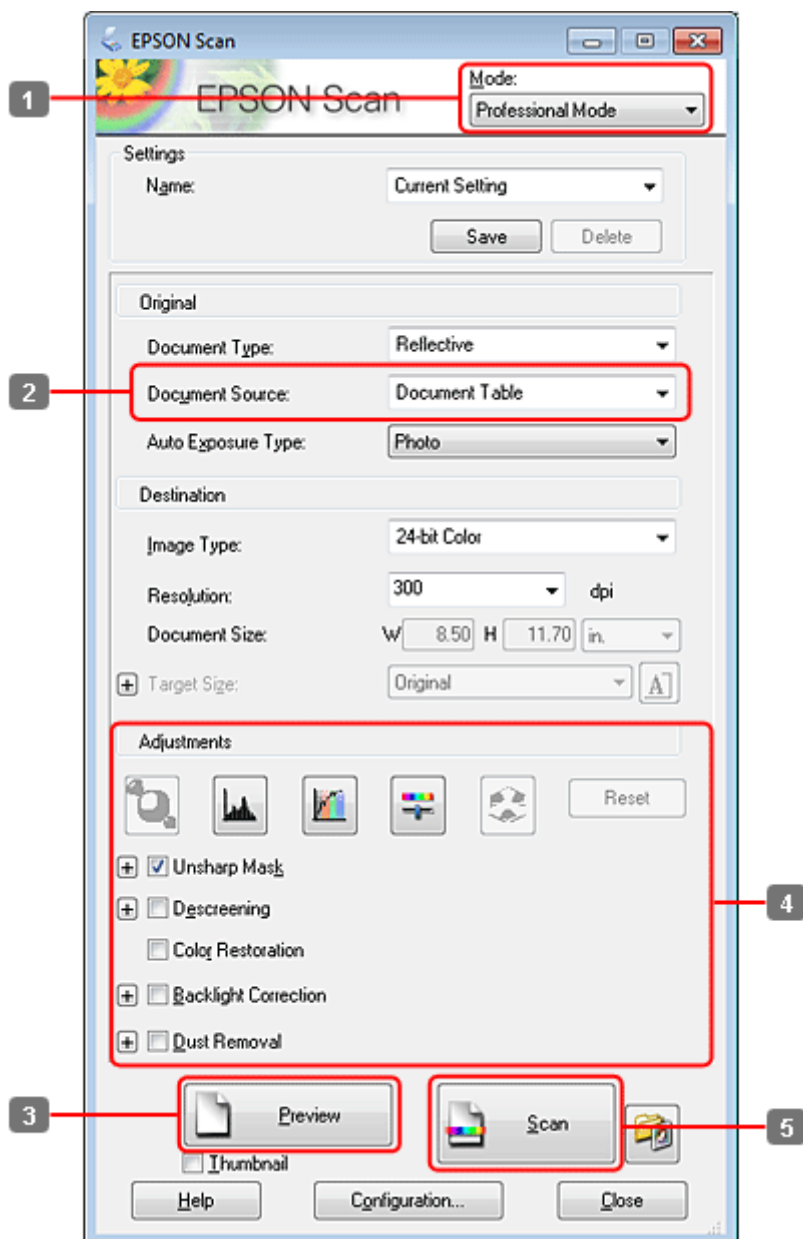 EPSON Scan
EPSON Scan
Mode:
1
Professional Mode
Settings
Name:
Current Setting
Save
Delete
Original
Document Type:
Reflective
2
Document Source:
Document Table
Auto Exposure Type:
Photo
Destination
Image Type:
24-bit Color
Resolution:
300
dpi
Document Size:
W
8.50
H
11.70
in.
Target Size:
Original
A
Adjustments
Reset
Unsharp Mask
4
Descreening
Color Restoration
Backlight Correction
Dust Removal
3
Preview
Scan
5
Thumbnail
Help
Configuration...
Close